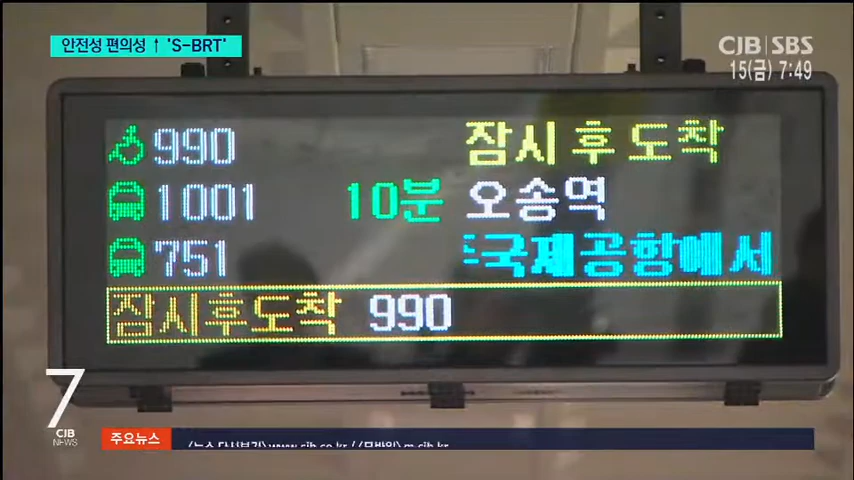 안전성 편의성↑ 'S-BRT'
CJB SBS
15(금) 7:49
990 잠시 후 도착
1001 10분 오송역
751 국제공항에서
잠시후도착 990
7
CJB
NEWS
주요뉴스